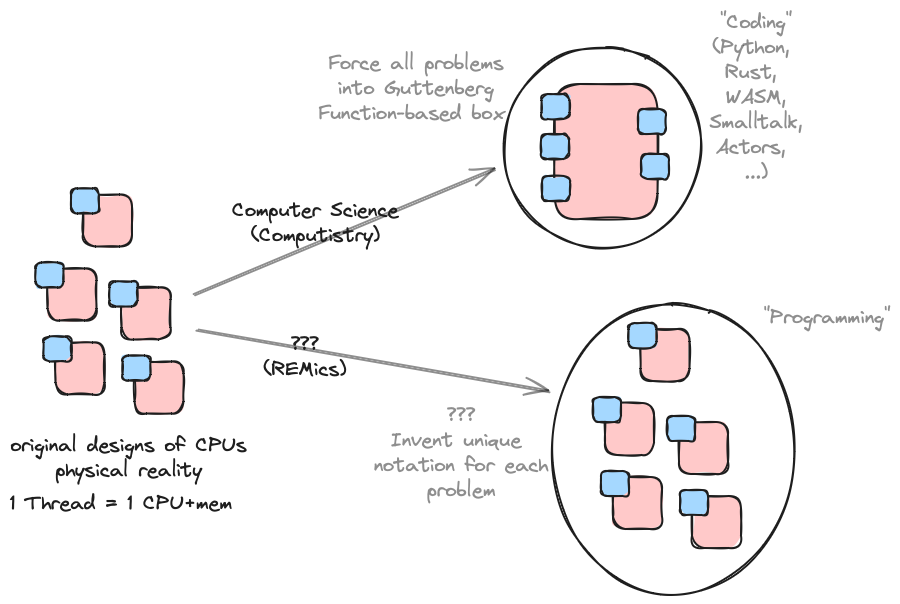 "Coding"
(Python,
Rust,
WASM,
Smalltalk,
Actors,
...)
Force all problems
into Guttenberg
Function-based box
Computer Science
(Computistry)
???
(REMics)
"Programming"
???
Invent unique
notation for each
problem
original designs of CPUs
physical reality
1 Thread = 1 CPU+mem